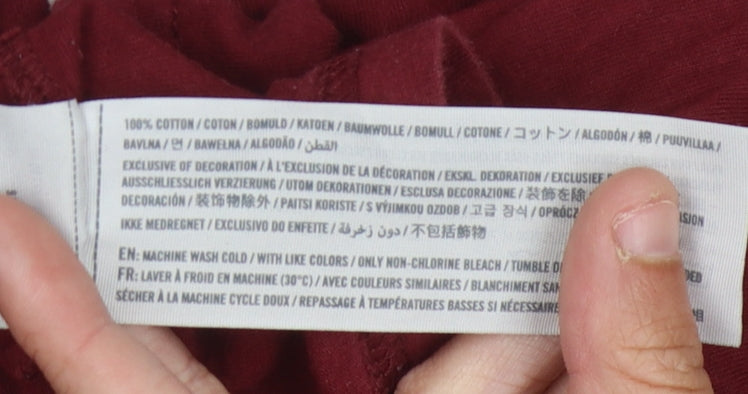 100% COTTON / COTON / BOMULD / KATOEN / BAUMWOLLE / BOMULL / COTONE / コットン / ALGODÓN / 棉 / PUUVILLAA /
BAVLNA / 면 / BAWELNA / ALGODÃO / القطن
EXCLUSIVE OF DECORATION / À L'EXCLUSION DE LA DÉCORATION / EKSKL. DEKORATION / EXCLUSIEF
AUSSCHLIESSLICH VERZIERUNG / UTOM DEKORATIONEN / ESCLUSA DECORAZIONE / 装飾を除
DECORACIÓN / 装饰物除外 / PAITSI KORISTE / S VÝJIMKOU OZDOB / 고급 장식 / OPRÓCZ
IKKE MEDREGNET / EXCLUSIVO DO ENFEITE / دون زخرفة / 不包括飾物
EN: MACHINE WASH COLD / WITH LIKE COLORS / ONLY NON-CHLORINE BLEACH / TUMBLE
FR: LAVER À FROID EN MACHINE (30°C) / AVEC COULEURS SIMILAIRES / BLANCHIMENT
SÉCHER À LA MACHINE CYCLE DOUX / REPASSAGE À TEMPÉRATURES BASSES SI NÉCESSAIRE